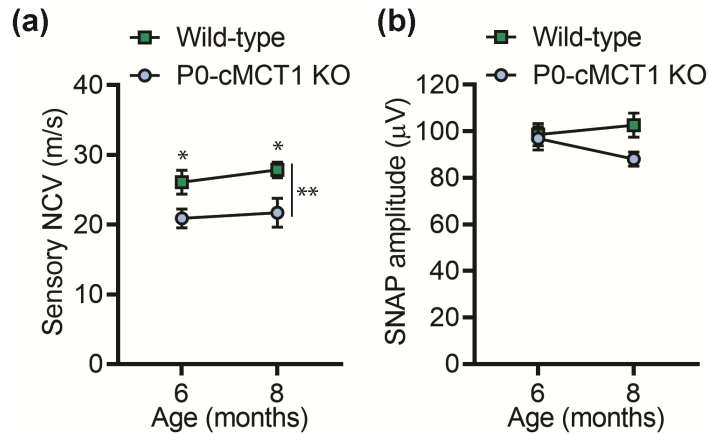 (a)
Wild-type
P0-cMCT1 KO
Sensory NCV (m/s)
40
30
20
10
0
*
*
**
6
8
Age (months)
(b)
Wild-type
P0-cMCT1 KO
SNAP amplitude (μV)
120
100
80
60
40
20
0
6
8
Age (months)